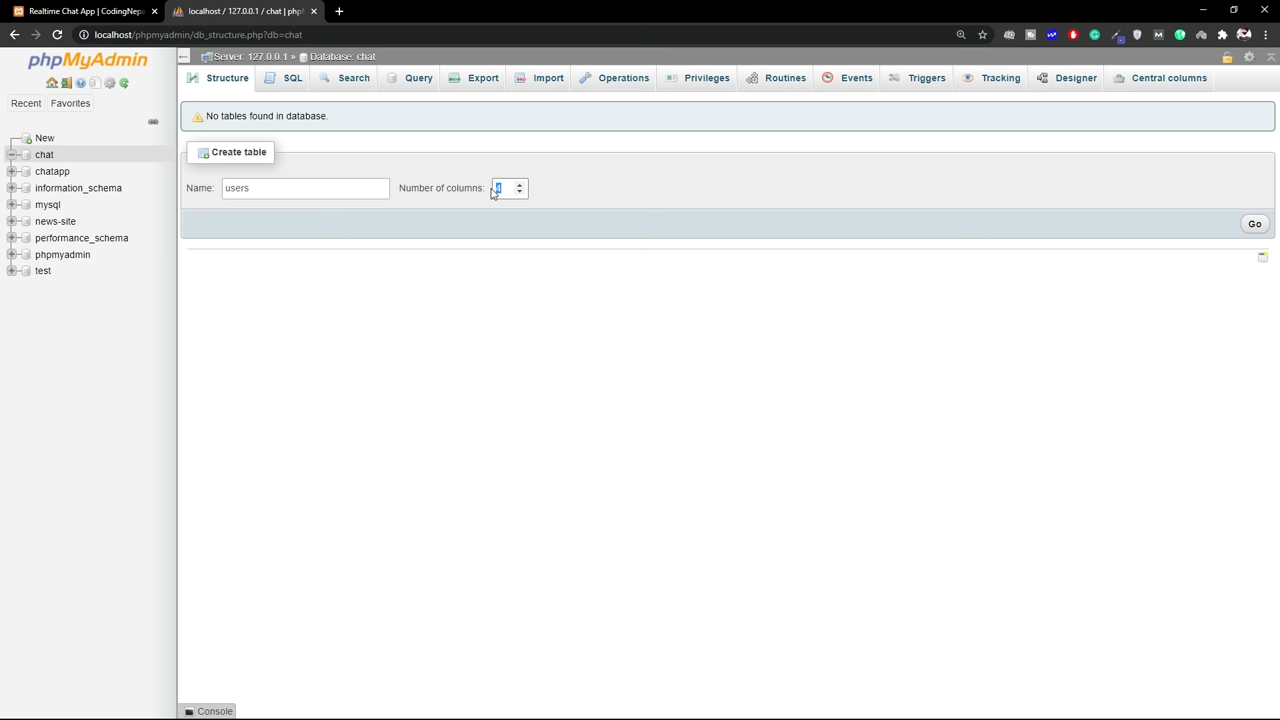 Realtime Chat App | CodingNepa
localhost / 127.0.0.1 / chat | php
localhost/phpmyadmin/db_structure.php?db=chat
phpMyAdmin
Server: 127.0.0.1 » Database: chat
Structure SQL Search Query Export Import Operations Privileges Routines Events Triggers Tracking Designer Central columns
Recent Favorites
No tables found in database.
New
chat
chatapp
information_schema
mysql
news-site
performance_schema
phpmyadmin
test
Create table
Name: users Number of columns: 4
Go
Console